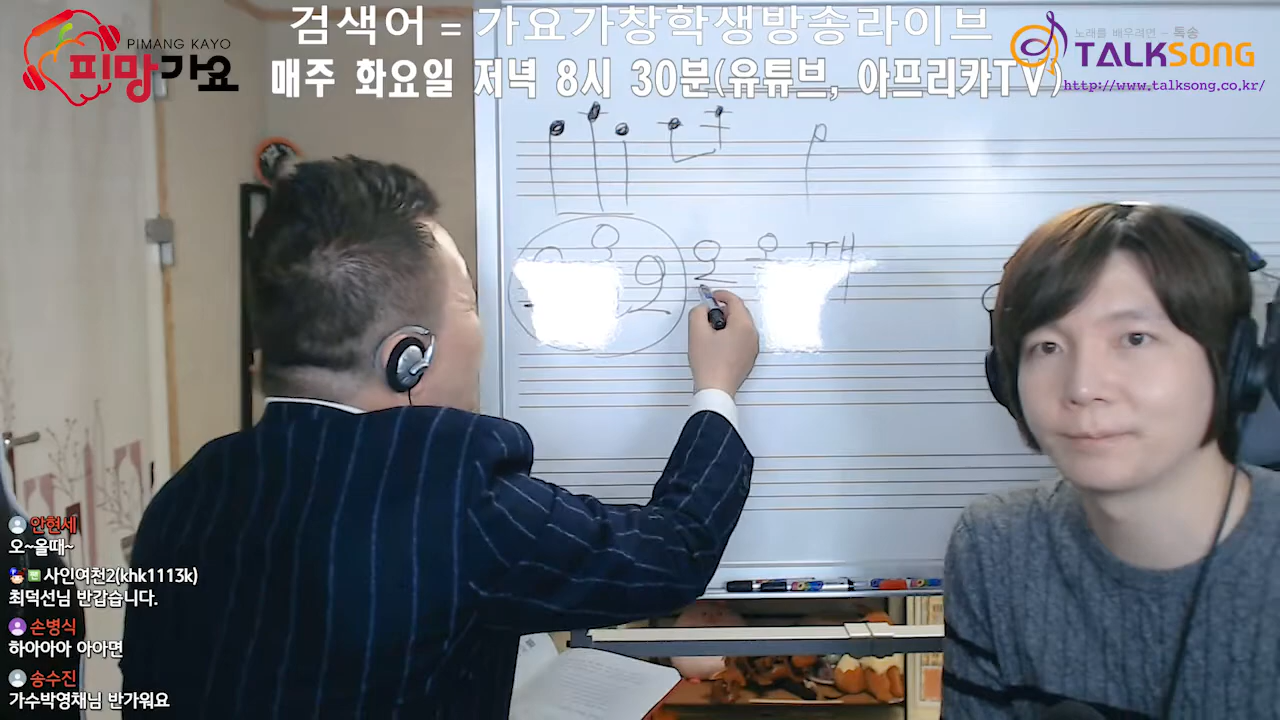 검색어 = 가요가창학생방송라이브
PIMANG KAYO
피망가요
노래를 배우려면 - 톡송
TALKSONG
매주 화요일 저녁 8시 30분(유튜브, 아프리카TV)
http://www.talksong.co.kr/
오 오 올 오 때
안현세
오~올때~
사인여천2(khk1113k)
최덕선님 반갑습니다.
손병식
하아아아 아아면
송수진
가수박영채님 반가워요